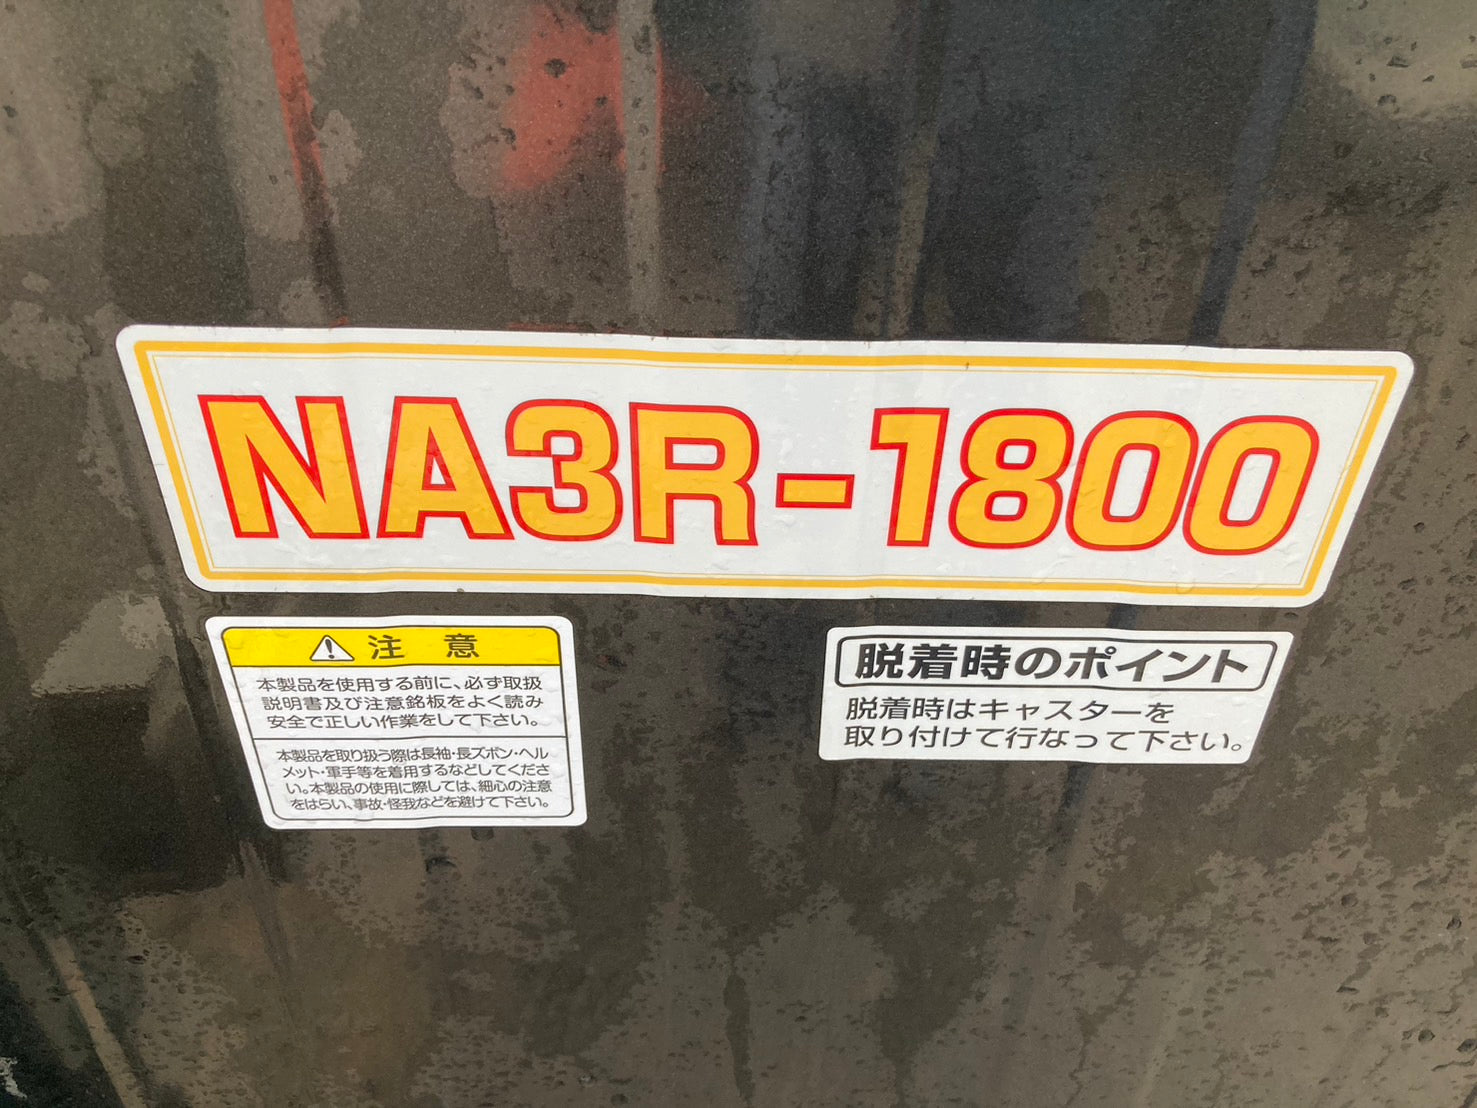 NA3R-1800
注 意
本製品を使用する前に、必ず取扱
説明書及び注意銘板をよく読み
安全で正しい作業をして下さい。
本製品を取り扱う際は長袖・長ズボン・ヘル
メット・軍手等を着用するなどしてくださ
い。本製品の使用に際しては、細心の注意
をはらい、事故・怪我などを避けて下さい。
脱着時のポイント
脱着時はキャスターを
取り付けて行なって下さい。